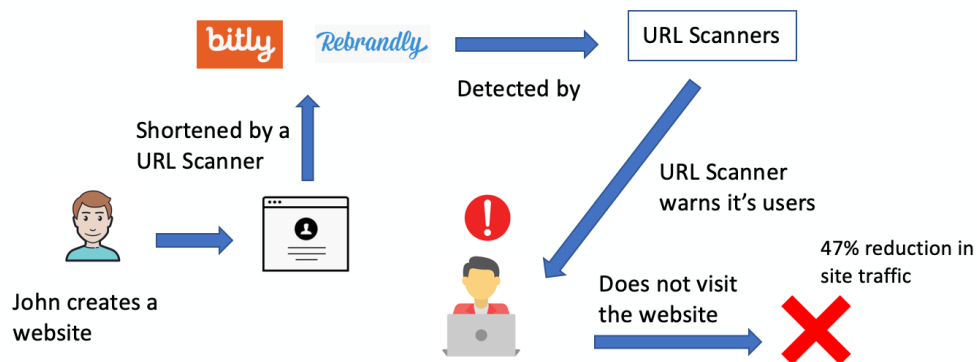 bitly
Rebrandly
URL Scanners
Detected by
Shortened by a
URL Scanner
URL Scanner
warns it's users
47% reduction in
site traffic
Does not visit
the website
John creates a
website